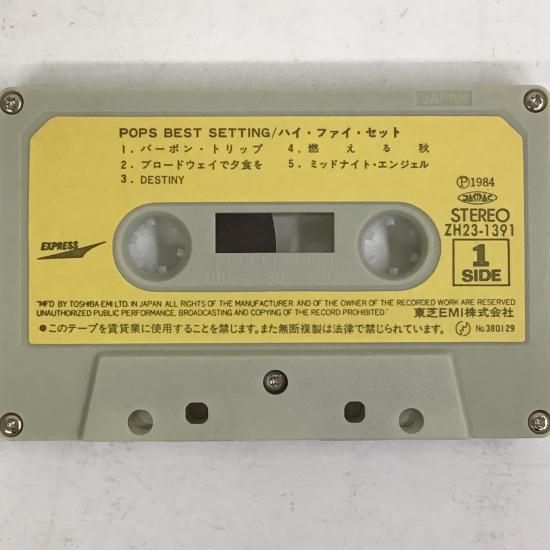 JAPAN
POPS BEST SETTING/ハイ・ファイ・セット
1. バーボン・トリップ 4. 燃える秋
2. ブロードウェイで夕食を 5. ミッドナイト・エンジェル
3. DESTINY
Ⓟ1984
JASRAC
STEREO
ZH23-1391
EXPRESS
1
SIDE
100 50 0
"MFD BY TOSHIBA EMI LTD. IN JAPAN ALL RIGHTS OF THE MANUFACTURER AND OF THE OWNER OF THE RECORDED WORK ARE RESERVED
UNAUTHORIZED PUBLIC PERFORMANCE, BROADCASTING AND COPYING OF THE RECORD PROHIBITED" 東芝EMI株式会社
●このテープを賃貸業に使用することを禁じます。また無断複製は法律で禁じられています。 No.380129